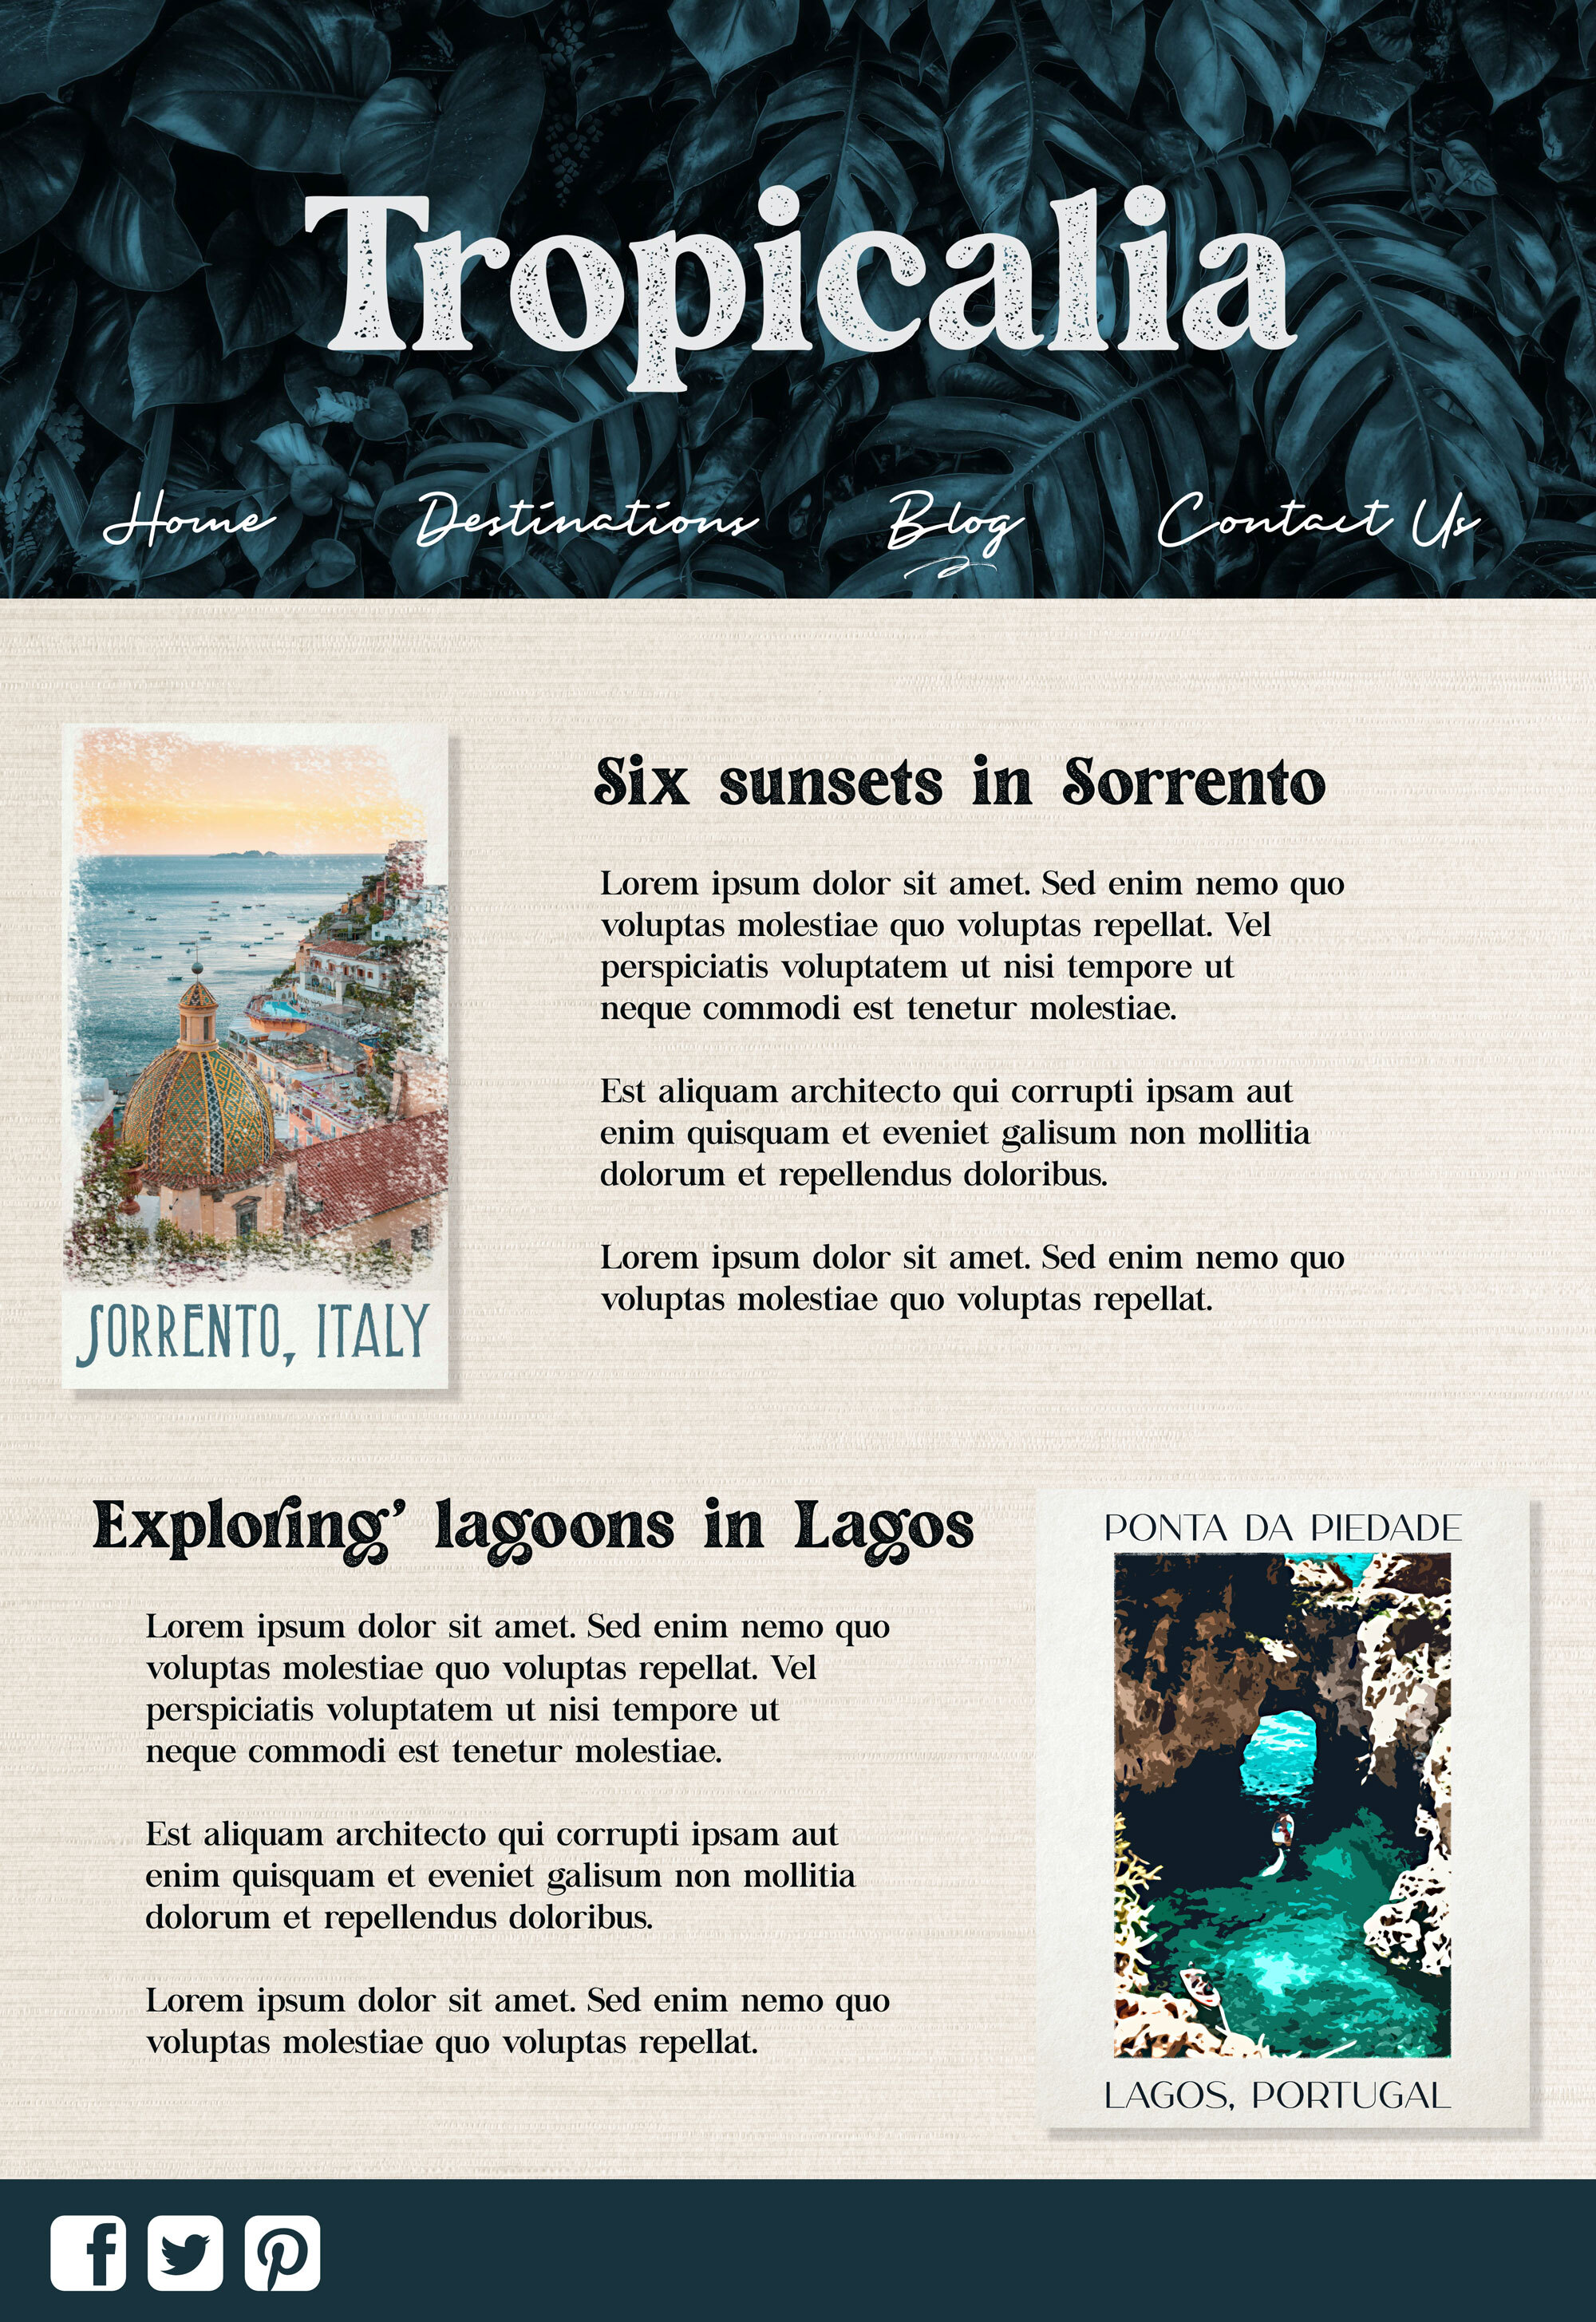 Tropicalia
Home Destinations Blog Contact Us
Six sunsets in Sorrento
Lorem ipsum dolor sit amet. Sed enim nemo quo
voluptas molestiae quo voluptas repellat. Vel
perspiciatis voluptatem ut nisi tempore ut
neque commodi est tenetur molestiae.
Est aliquam architecto qui corrupti ipsam aut
enim quisquam et eveniet galisum non mollitia
dolorum et repellendus doloribus.
Lorem ipsum dolor sit amet. Sed enim nemo quo
voluptas molestiae quo voluptas repellat.
SORRENTO, ITALY
Exploring' lagoons in Lagos
Lorem ipsum dolor sit amet. Sed enim nemo quo
voluptas molestiae quo voluptas repellat. Vel
perspiciatis voluptatem ut nisi tempore ut
neque commodi est tenetur molestiae.
Est aliquam architecto qui corrupti ipsam aut
enim quisquam et eveniet galisum non mollitia
dolorum et repellendus doloribus.
Lorem ipsum dolor sit amet. Sed enim nemo quo
voluptas molestiae quo voluptas repellat.
PONTA DA PIEDADE
LAGOS, PORTUGAL